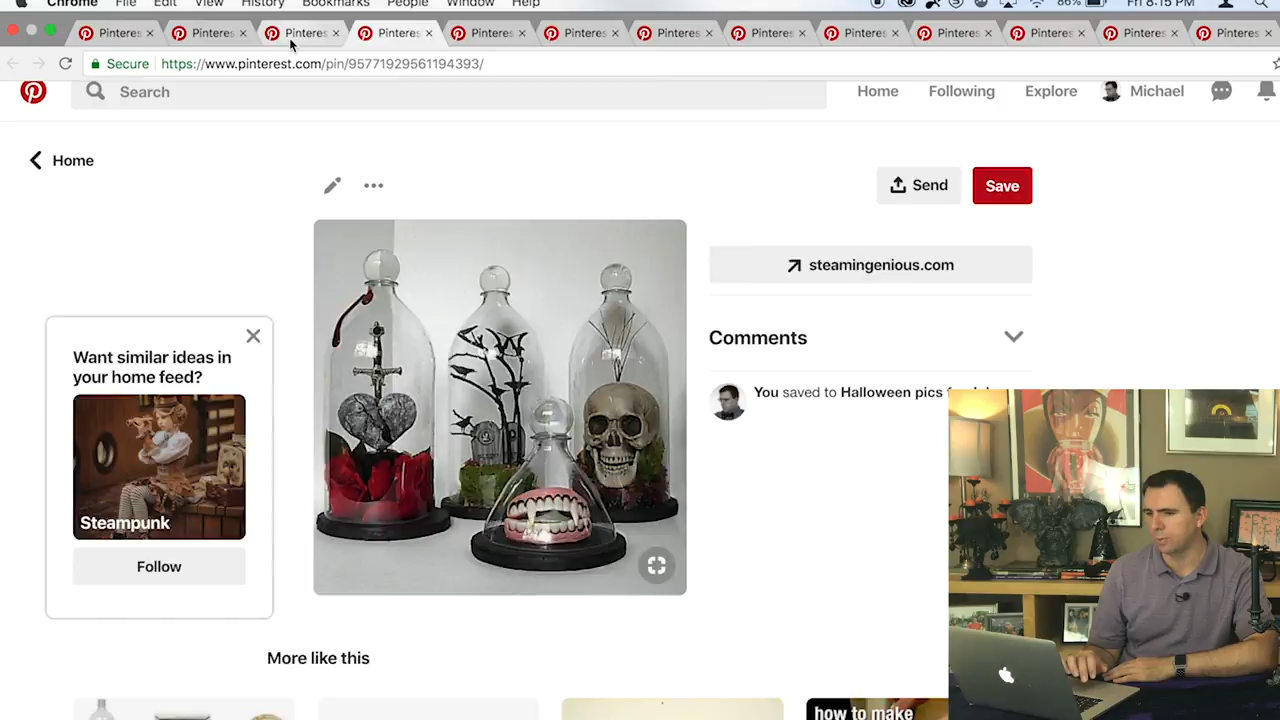 Chrome File Edit View History Bookmarks People Window Help 86% Fri 8:15 PM
Pinteres Pinteres Pinteres Pinteres Pinteres Pinteres Pinteres Pinteres Pinteres Pinteres Pinteres Pinteres Pinteres
Secure https://www.pinterest.com/pin/95771929561194393/
Search Home Following Explore Michael
Home
Send Save
steamingenious.com
Want similar ideas in
your home feed?
Steampunk
Follow
Comments
You saved to Halloween pics
More like this
how to make